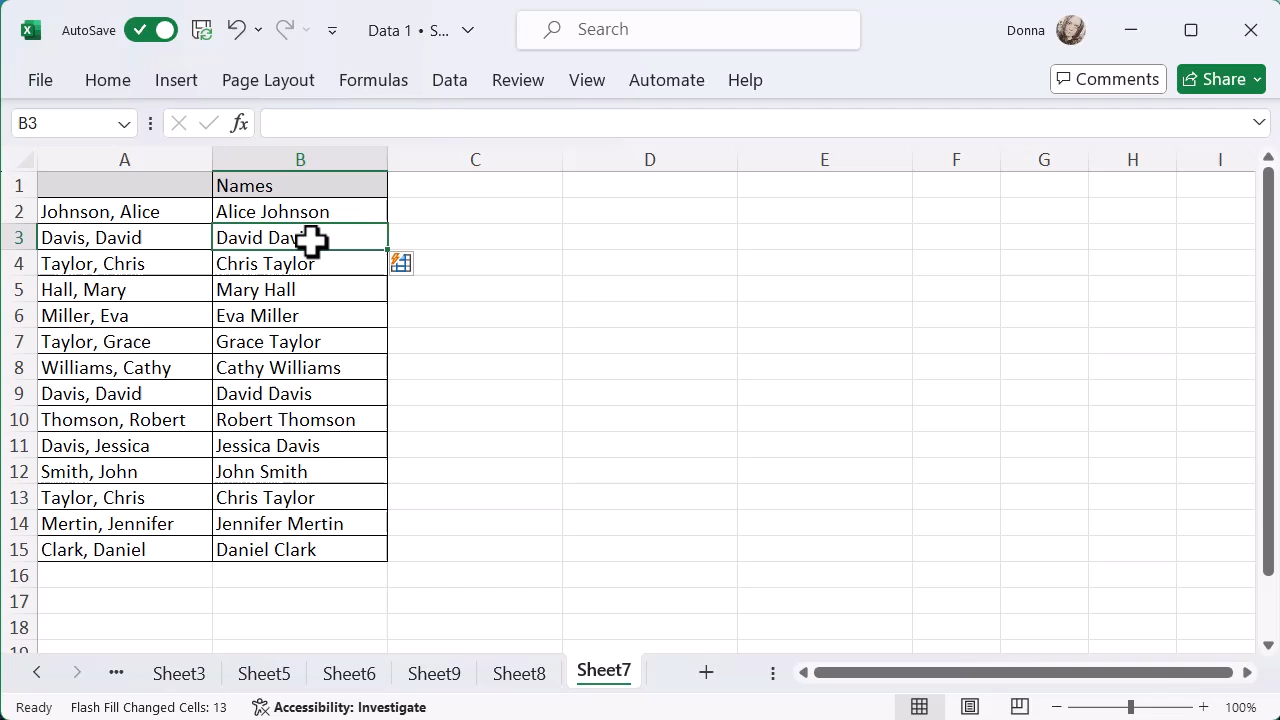 AutoSave
Data 1 • S...
Search
Donna
File Home Insert Page Layout Formulas Data Review View Automate Help Comments Share
B3 fx
A B C D E F G H I
1 Names
2 Johnson, Alice Alice Johnson
3 Davis, David David
4 Taylor, Chris Chris Taylor
5 Hall, Mary Mary Hall
6 Miller, Eva Eva Miller
7 Taylor, Grace Grace Taylor
8 Williams, Cathy Cathy Williams
9 Davis, David David Davis
10 Thomson, Robert Robert Thomson
11 Davis, Jessica Jessica Davis
12 Smith, John John Smith
13 Taylor, Chris Chris Taylor
14 Mertin, Jennifer Jennifer Mertin
15 Clark, Daniel Daniel Clark
16
17
18
Sheet3 Sheet5 Sheet6 Sheet9 Sheet8 Sheet7
Ready Flash Fill Changed Cells: 13 Accessibility: Investigate 100%